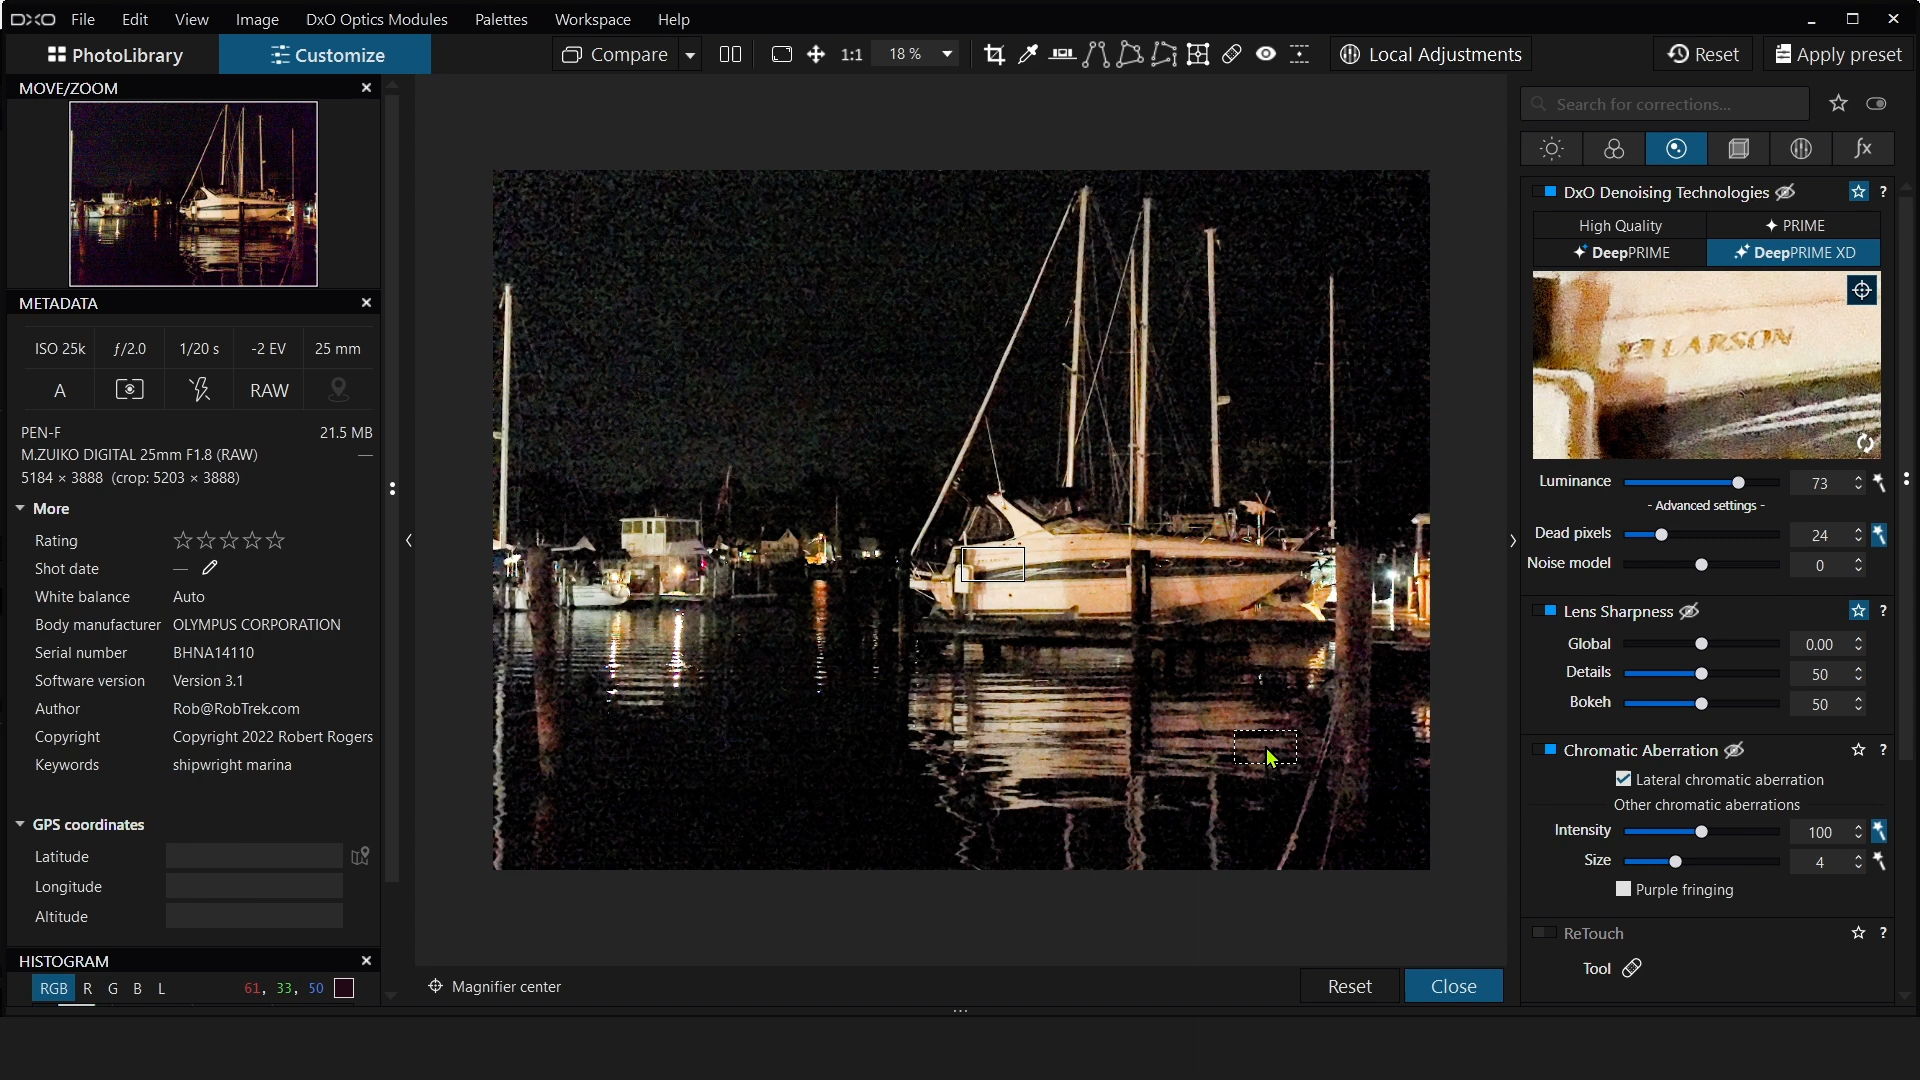 DXO File Edit View Image DxO Optics Modules Palettes Workspace Help
PhotoLibrary Customize Compare 1:1 18 % Local Adjustments Reset Apply preset
MOVE/ZOOM
METADATA
ISO 25k ƒ/2.0 1/20 s -2 EV 25 mm
A RAW
PEN-F 21.5 MB
M.ZUIKO DIGITAL 25mm F1.8 (RAW) —
5184 × 3888 (crop: 5203 × 3888)
More
Rating
Shot date —
White balance Auto
Body manufacturer OLYMPUS CORPORATION
Serial number BHNA14110
Software version Version 3.1
Author Rob@RobTrek.com
Copyright Copyright 2022 Robert Rogers
Keywords shipwright marina
GPS coordinates
Latitude
Longitude
Altitude
HISTOGRAM
RGB R G B L 61, 33, 50
Magnifier center Reset Close
Search for corrections...
fx
DxO Denoising Technologies ?
High Quality PRIME
DeepPRIME DeepPRIME XD
LARSON
Luminance 73
- Advanced settings -
Dead pixels 24
Noise model 0
Lens Sharpness ?
Global 0.00
Details 50
Bokeh 50
Chromatic Aberration ?
Lateral chromatic aberration
Other chromatic aberrations
Intensity 100
Size 4
Purple fringing
ReTouch ?
Tool